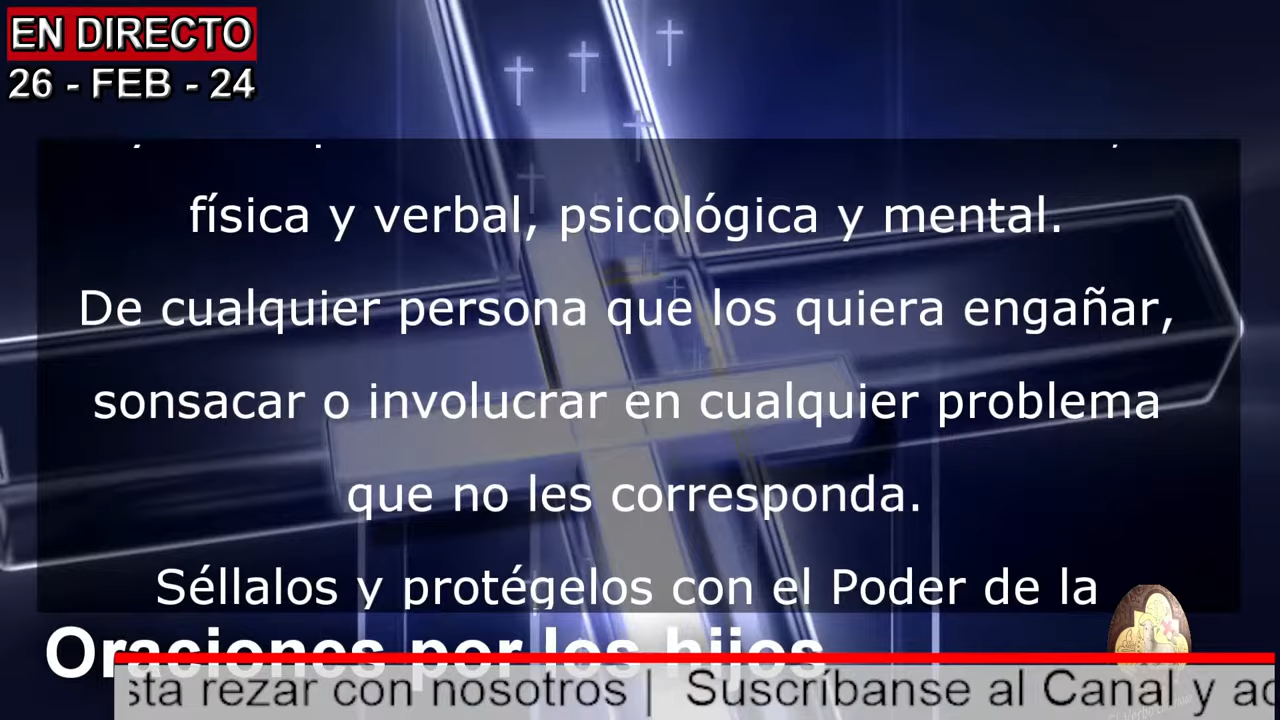 EN DIRECTO
26 - FEB - 24
física y verbal, psicológica y mental.
De cualquier persona que los quiera engañar,
sonsacar o involucrar en cualquier problema
que no les corresponda.
Séllalos y protégelos con el Poder de la
Oraciones por los hijos
rezar con nosotros | Suscríbanse al Canal y